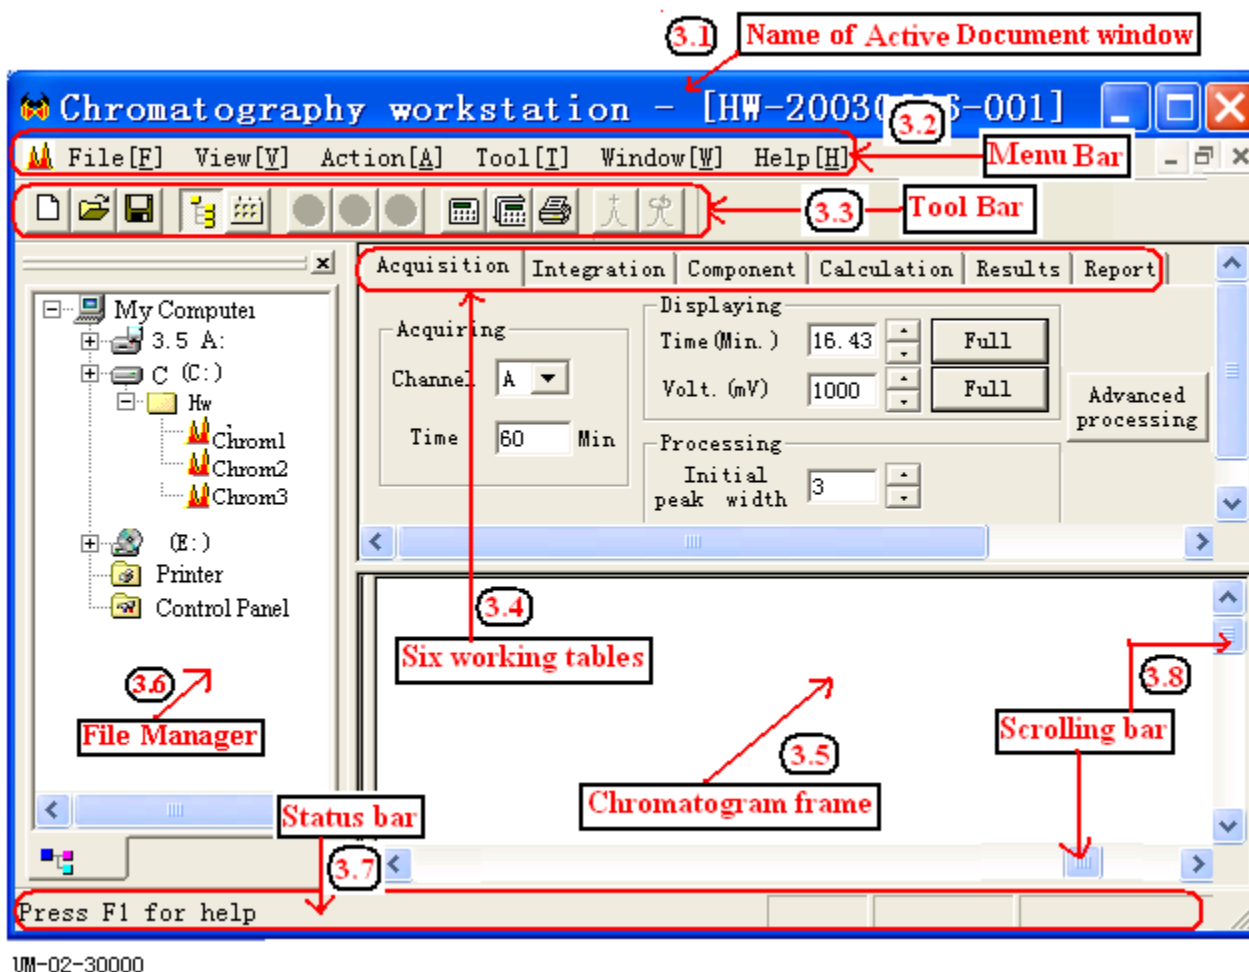 3.1 Name of Active Document window
Chromatography workstation - [HW-20030 6-001]
3.2
File[F] View[V] Action[A] Tool[T] Window[W] Help[H] Menu Bar
3.3 Tool Bar
Acquisition Integration Component Calculation Results Report
My Computer
3.5 A:
C (C:)
Hw
Chrom1
Chrom2
Chrom3
(E:)
Printer
Control Panel
Acquiring
Channel A
Time 60 Min
Displaying
Time(Min.) 16.43 Full
Volt.(mV) 1000 Full
Processing
Initial
peak width 3
Advanced
processing
3.4
Six working tables
3.6
File Manager
3.8
Scrolling bar
3.5
Chromatogram frame
Status bar
3.7
Press F1 for help
UM-02-30000